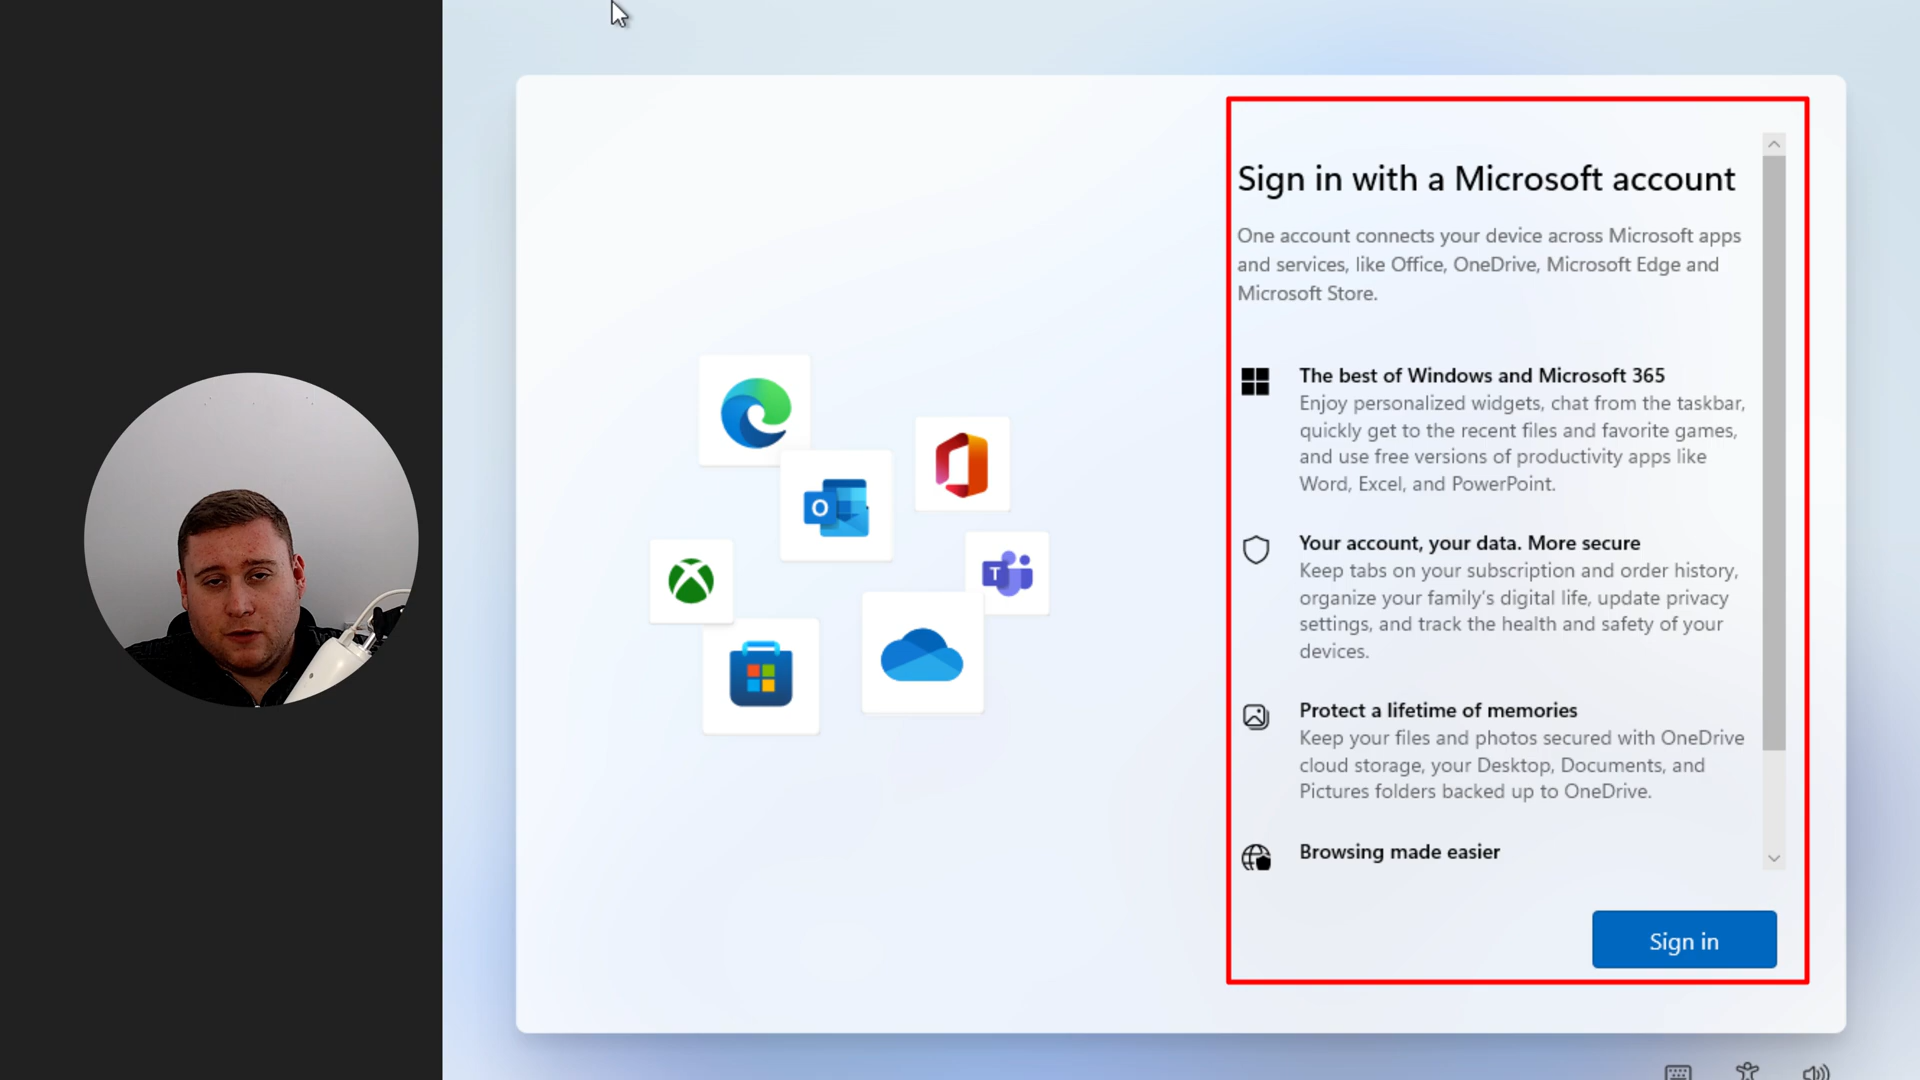 Sign in with a Microsoft account
One account connects your device across Microsoft apps
and services, like Office, OneDrive, Microsoft Edge and
Microsoft Store.
The best of Windows and Microsoft 365
Enjoy personalized widgets, chat from the taskbar,
quickly get to the recent files and favorite games,
and use free versions of productivity apps like
Word, Excel, and PowerPoint.
Your account, your data. More secure
Keep tabs on your subscription and order history,
organize your family's digital life, update privacy
settings, and track the health and safety of your
devices.
Protect a lifetime of memories
Keep your files and photos secured with OneDrive
cloud storage, your Desktop, Documents, and
Pictures folders backed up to OneDrive.
Browsing made easier
Sign in
O
T